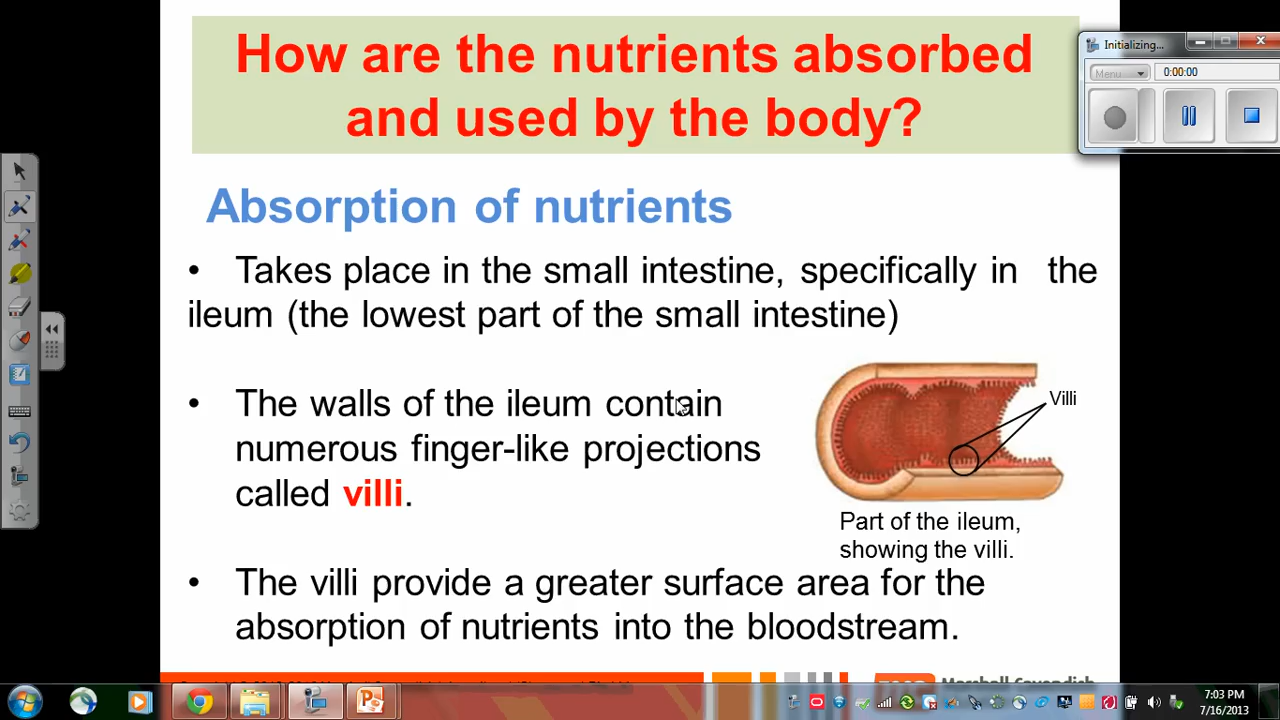 How are the nutrients absorbed
and used by the body?
Initializing...
Menu
0:00:00
Absorption of nutrients
• Takes place in the small intestine, specifically in the
ileum (the lowest part of the small intestine)
• The walls of the ileum contain
numerous finger-like projections
called villi.
Villi
Part of the ileum,
showing the villi.
• The villi provide a greater surface area for the
absorption of nutrients into the bloodstream.
Marshall Cavendish
7:03 PM
7/16/2013